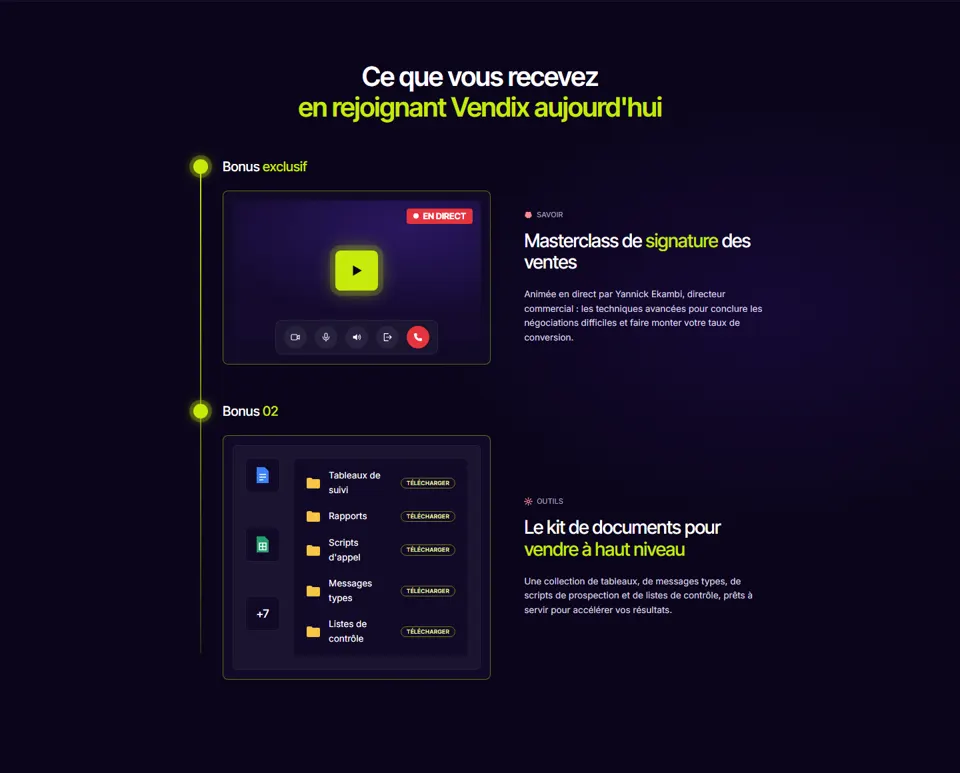 Ce que vous recevez
en rejoignant Vendix aujourd'hui
Bonus exclusif
EN DIRECT
SAVOIR
Masterclass de signature des
ventes
Animée en direct par Yannick Ekambi, directeur
commercial : les techniques avancées pour conclure les
négociations difficiles et faire monter votre taux de
conversion.
Bonus 02
Tableaux de
suivi
TÉLÉCHARGER
Rapports
TÉLÉCHARGER
Scripts
d'appel
TÉLÉCHARGER
Messages
types
TÉLÉCHARGER
Listes de
contrôle
TÉLÉCHARGER
+7
OUTILS
Le kit de documents pour
vendre à haut niveau
Une collection de tableaux, de messages types, de
scripts de prospection et de listes de contrôle, prêts à
servir pour accélérer vos résultats.